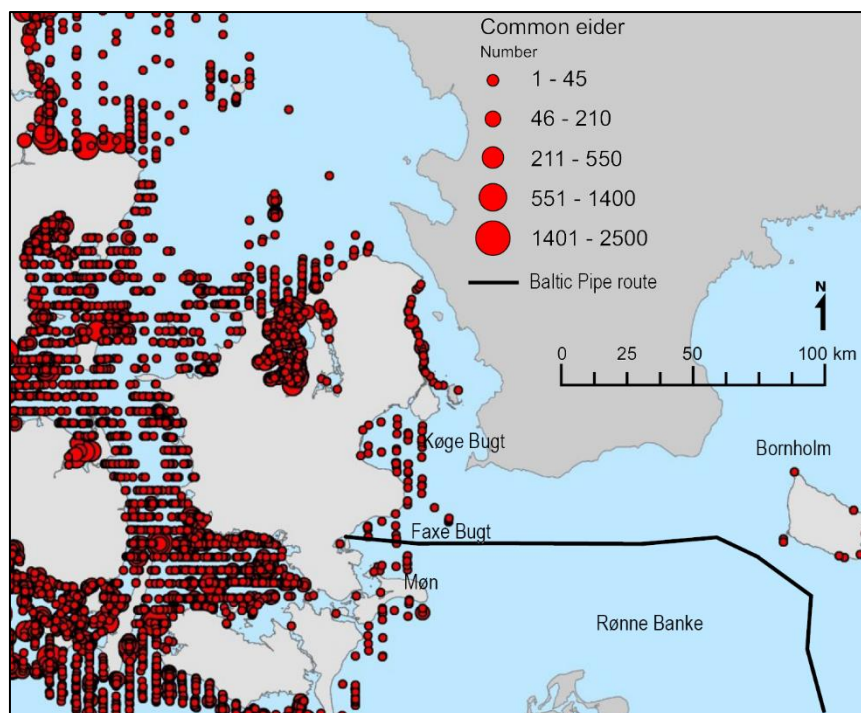 Common eider
Number
1 - 45
46 - 210
211 - 550
551 - 1400
1401 - 2500
Baltic Pipe route
N
0 25 50 100 km
Køge Bugt
Bornholm
Faxe Bugt
Møn
Rønne Banke